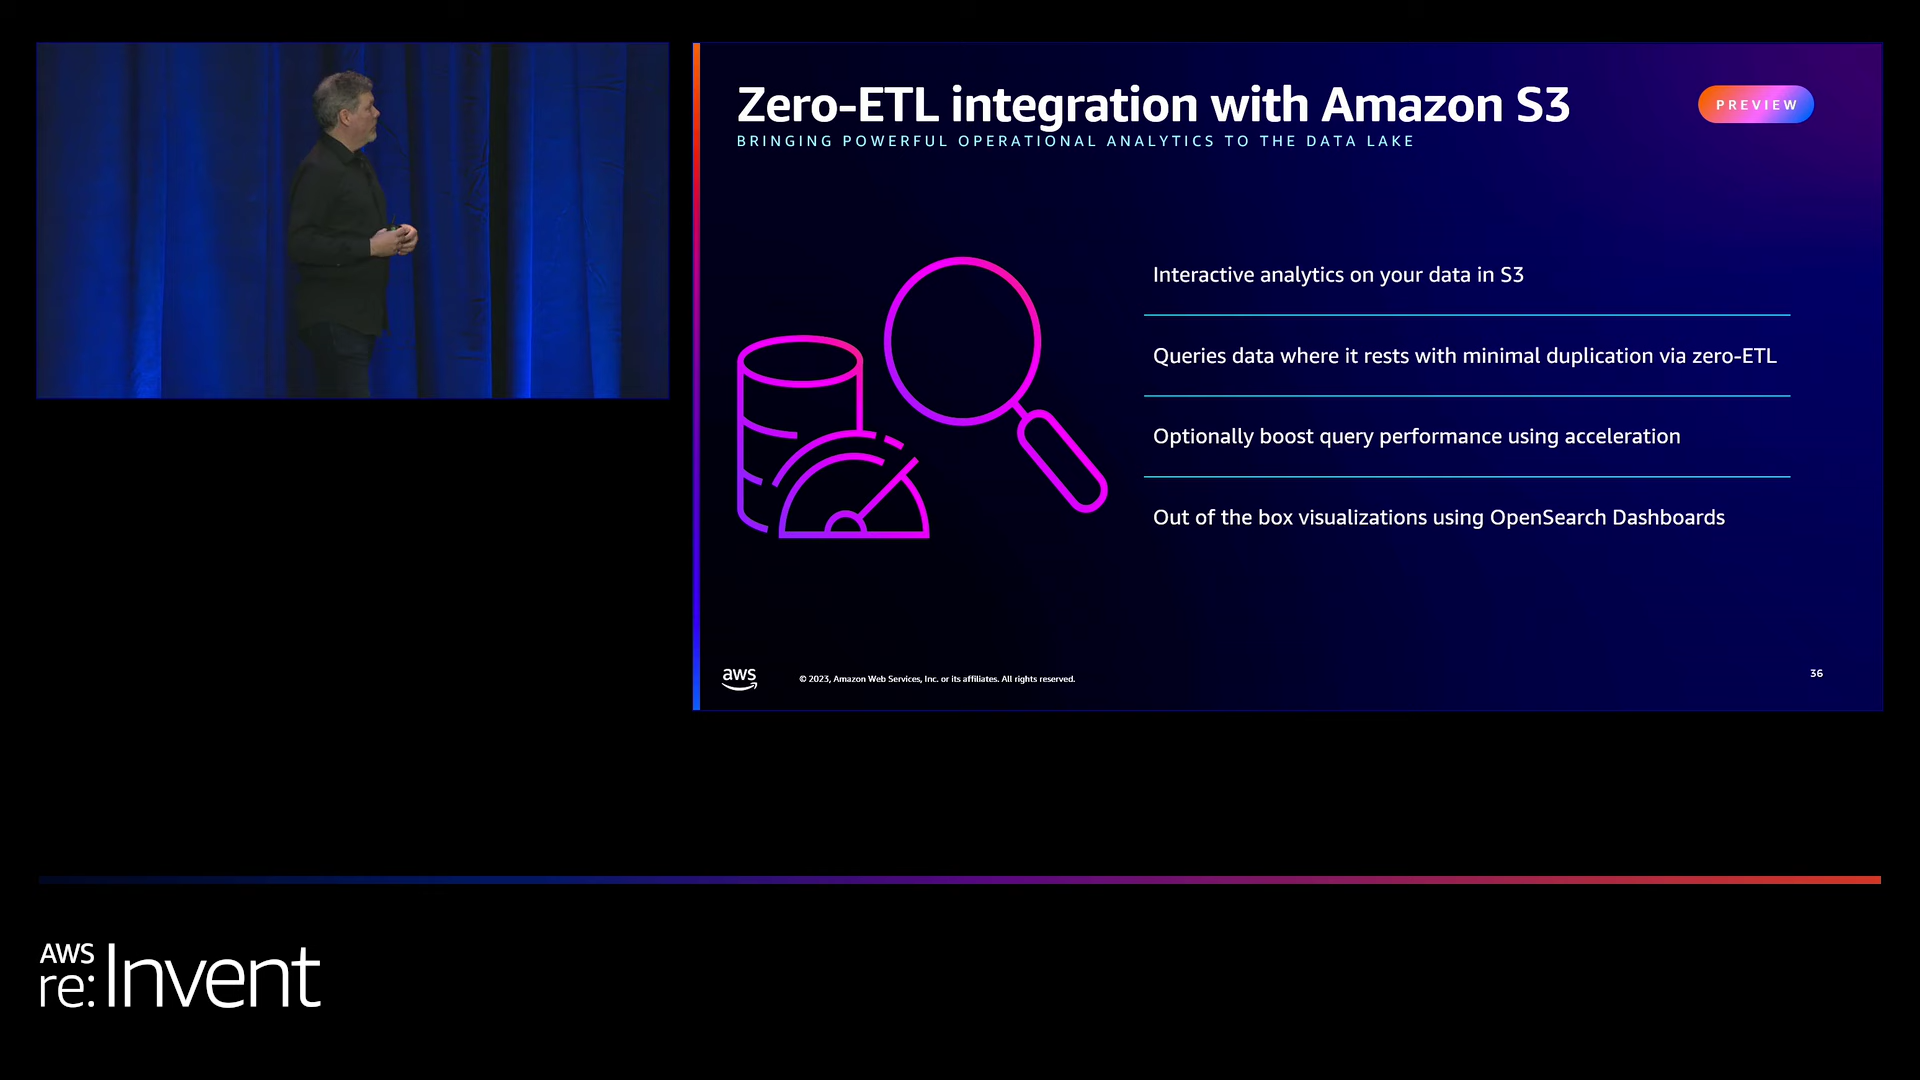 Zero-ETL integration with Amazon S3
PREVIEW
BRINGING POWERFUL OPERATIONAL ANALYTICS TO THE DATA LAKE
Interactive analytics on your data in S3
Queries data where it rests with minimal duplication via zero-ETL
Optionally boost query performance using acceleration
Out of the box visualizations using OpenSearch Dashboards
aws
© 2023, Amazon Web Services, Inc. or its affiliates. All rights reserved.
36
AWS
re:Invent